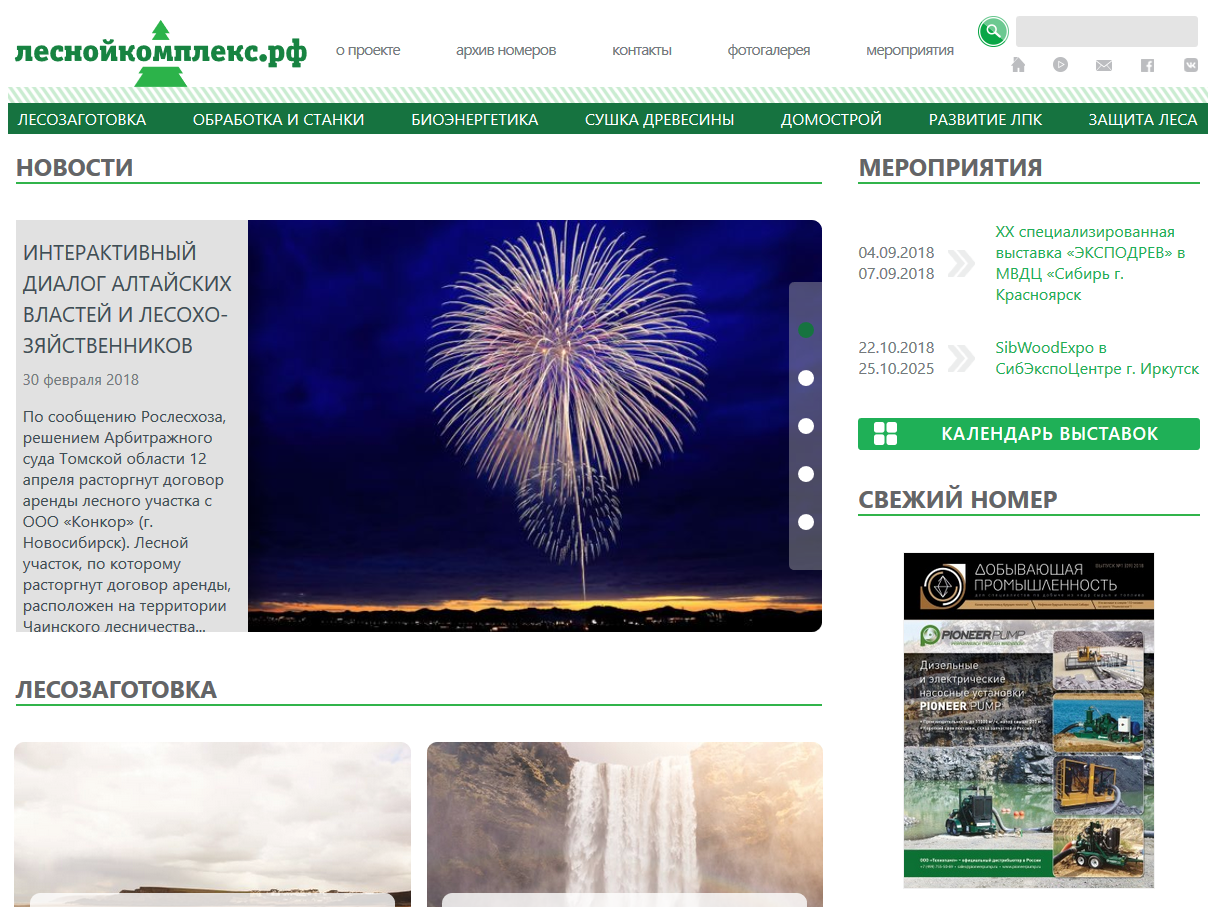 леснойкомплекс.рф
о проекте
архив номеров
контакты
фотогалерея
мероприятия
ЛЕСОЗАГОТОВКА
ОБРАБОТКА И СТАНКИ
БИОЭНЕРГЕТИКА
СУШКА ДРЕВЕСИНЫ
ДОМОСТРОЙ
РАЗВИТИЕ ЛПК
ЗАЩИТА ЛЕСА
НОВОСТИ
ИНТЕРАКТИВНЫЙ
ДИАЛОГ АЛТАЙСКИХ
ВЛАСТЕЙ И ЛЕСОХО-
ЗЯЙСТВЕННИКОВ
30 февраля 2018
По сообщению Рослесхоза,
решением Арбитражного
суда Томской области 12
апреля расторгнут договор
аренды лесного участка с
ООО «Конкор» (г.
Новосибирск). Лесной
участок, по которому
расторгнут договор аренды,
расположен на территории
Чаинского лесничества...
ЛЕСОЗАГОТОВКА
МЕРОПРИЯТИЯ
04.09.2018
07.09.2018
XX специализированная
выставка «ЭКСПОДРЕВ» в
МВДЦ «Сибирь г.
Красноярск
22.10.2018
25.10.2025
SibWoodExpo в
СибЭкспоЦентре г. Иркутск
КАЛЕНДАРЬ ВЫСТАВОК
СВЕЖИЙ НОМЕР
ДОБЫВАЮЩАЯ
ПРОМЫШЛЕННОСТЬ
PIONEER PUMP
Дизельные
и электрические
насосные установки
PIONEER PUMP